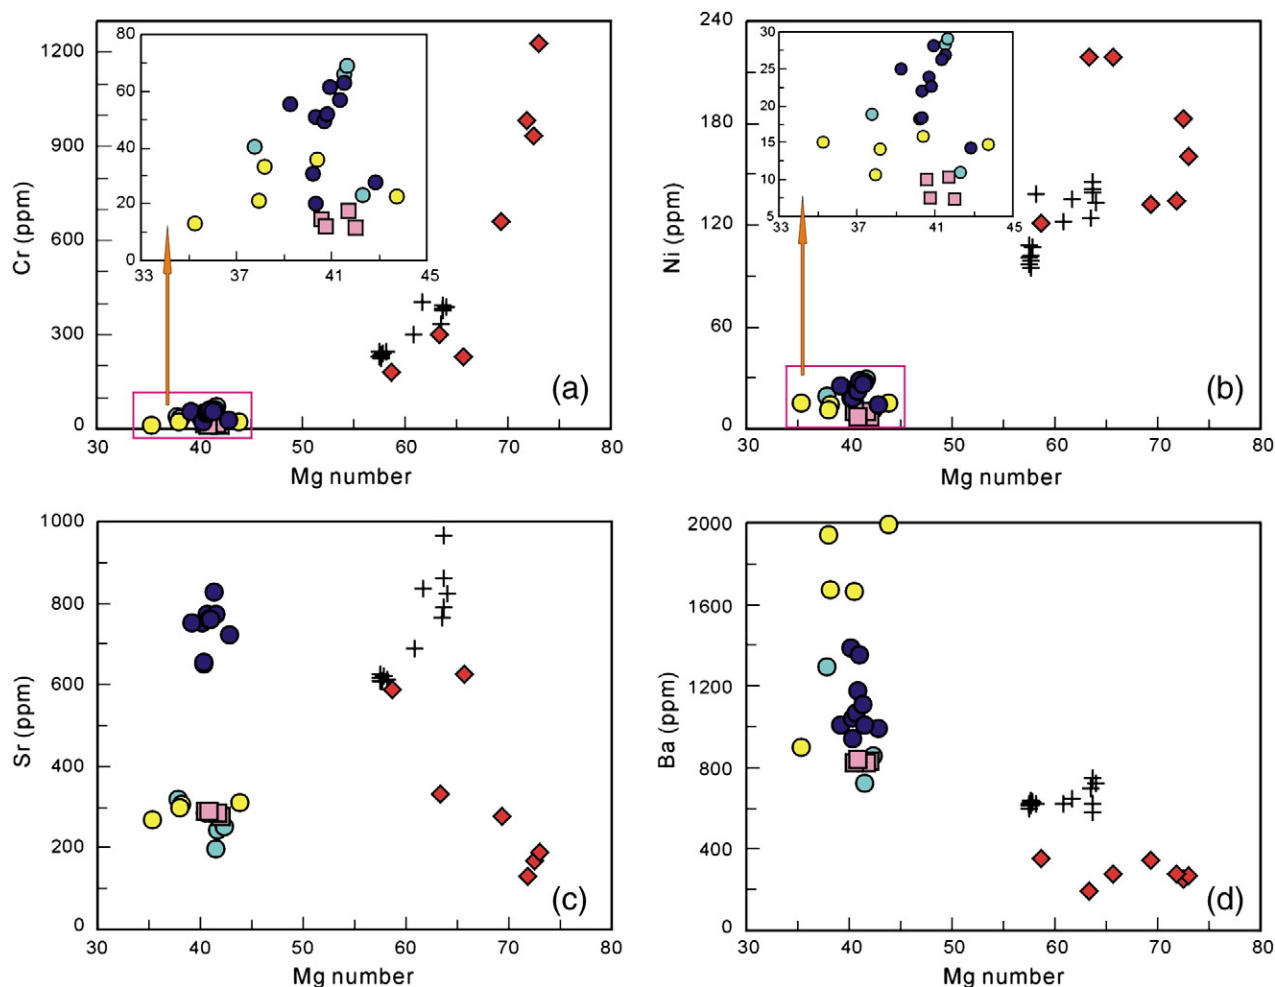 1200
900
600
300
0
Cr (ppm)
80
60
40
20
0
33 37 41 45
(a)
30 40 50 60 70 80
Mg number
240
180
120
60
0
Ni (ppm)
30
25
20
15
10
5
33 37 41 45
(b)
30 40 50 60 70 80
Mg number
1000
800
600
400
200
0
Sr (ppm)
(c)
30 40 50 60 70 80
Mg number
2000
1600
1200
800
400
0
Ba (ppm)
(d)
30 40 50 60 70 80
Mg number